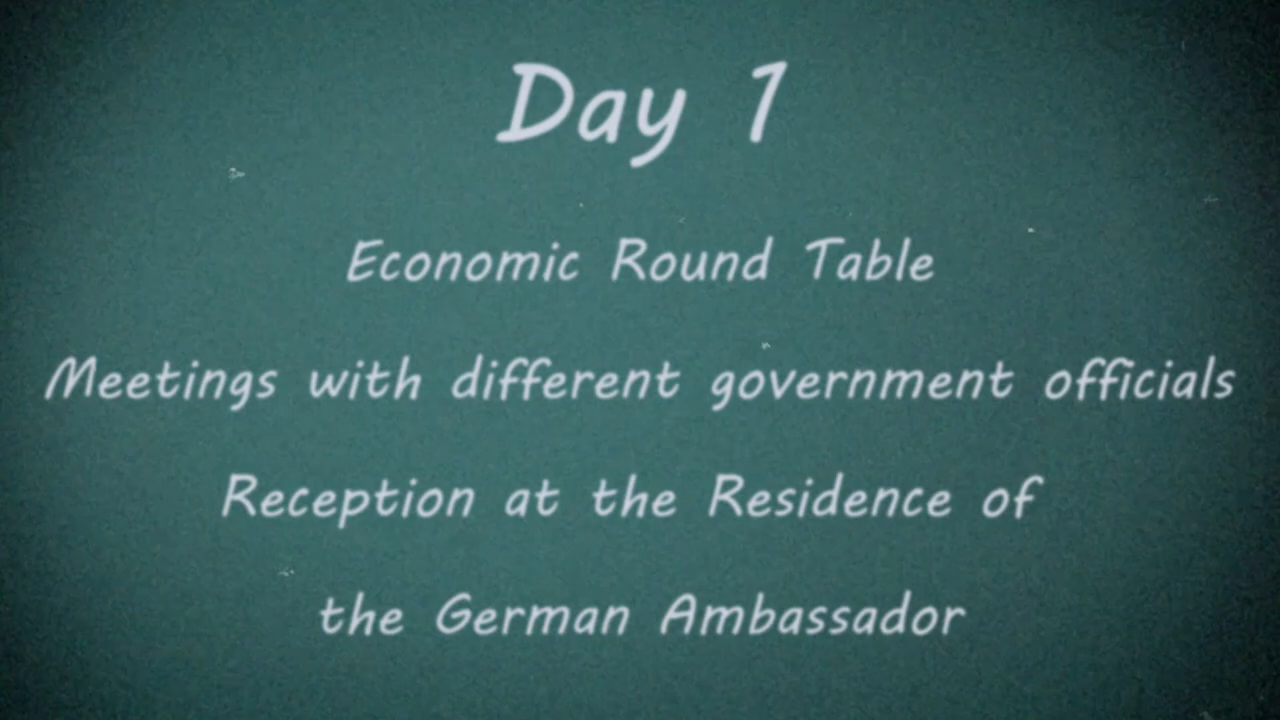 Day 1
Economic Round Table
Meetings with different government officials
Reception at the Residence of
the German Ambassador